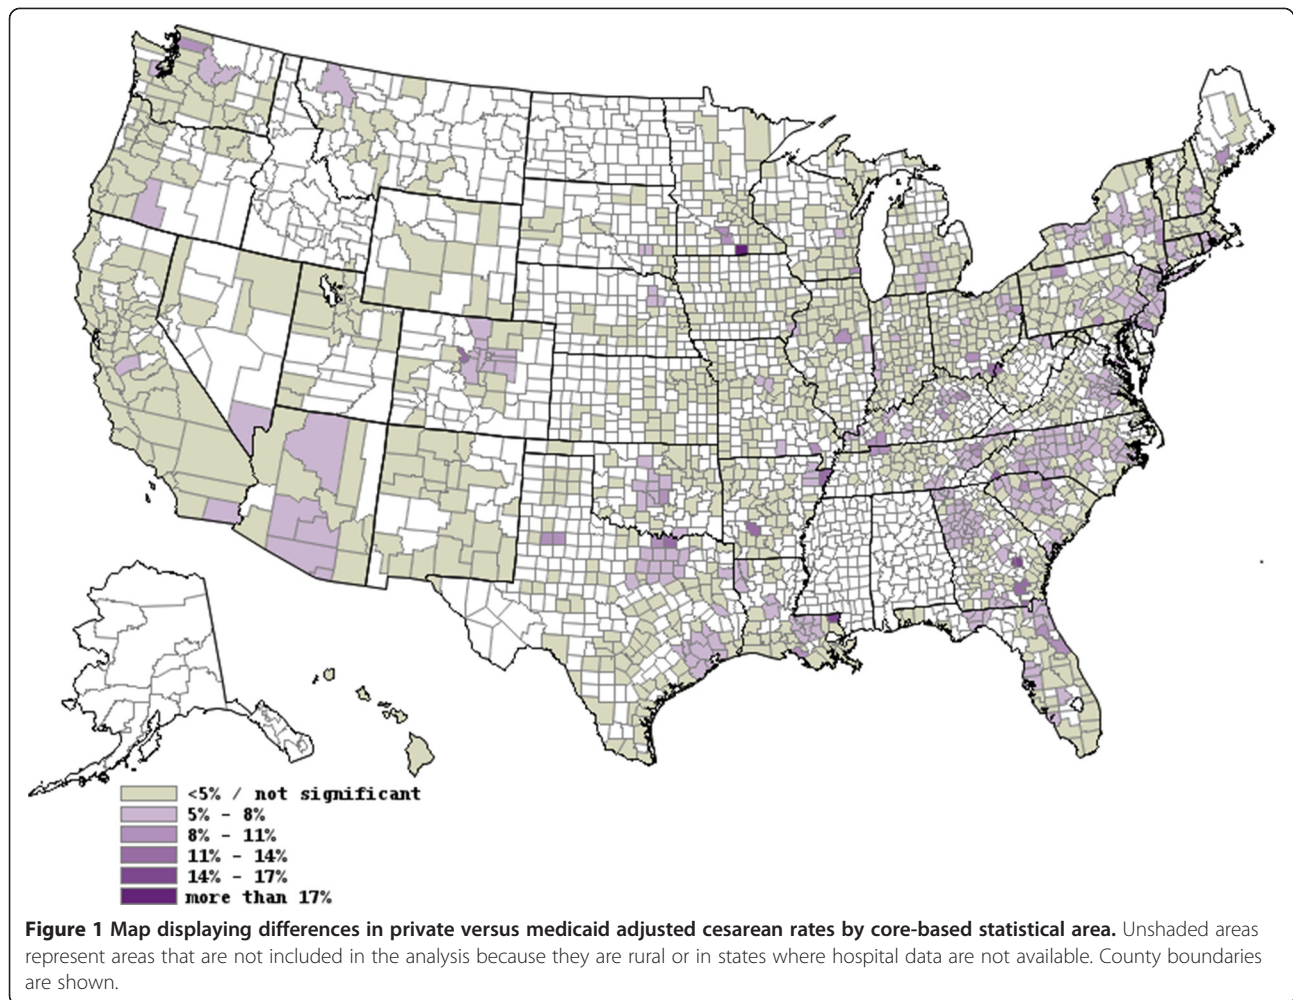 <5% / not significant
5% - 8%
8% - 11%
11% - 14%
14% - 17%
more than 17%
Figure 1 Map displaying differences in private versus medicaid adjusted cesarean rates by core-based statistical area. Unshaded areas
represent areas that are not included in the analysis because they are rural or in states where hospital data are not available. County boundaries
are shown.